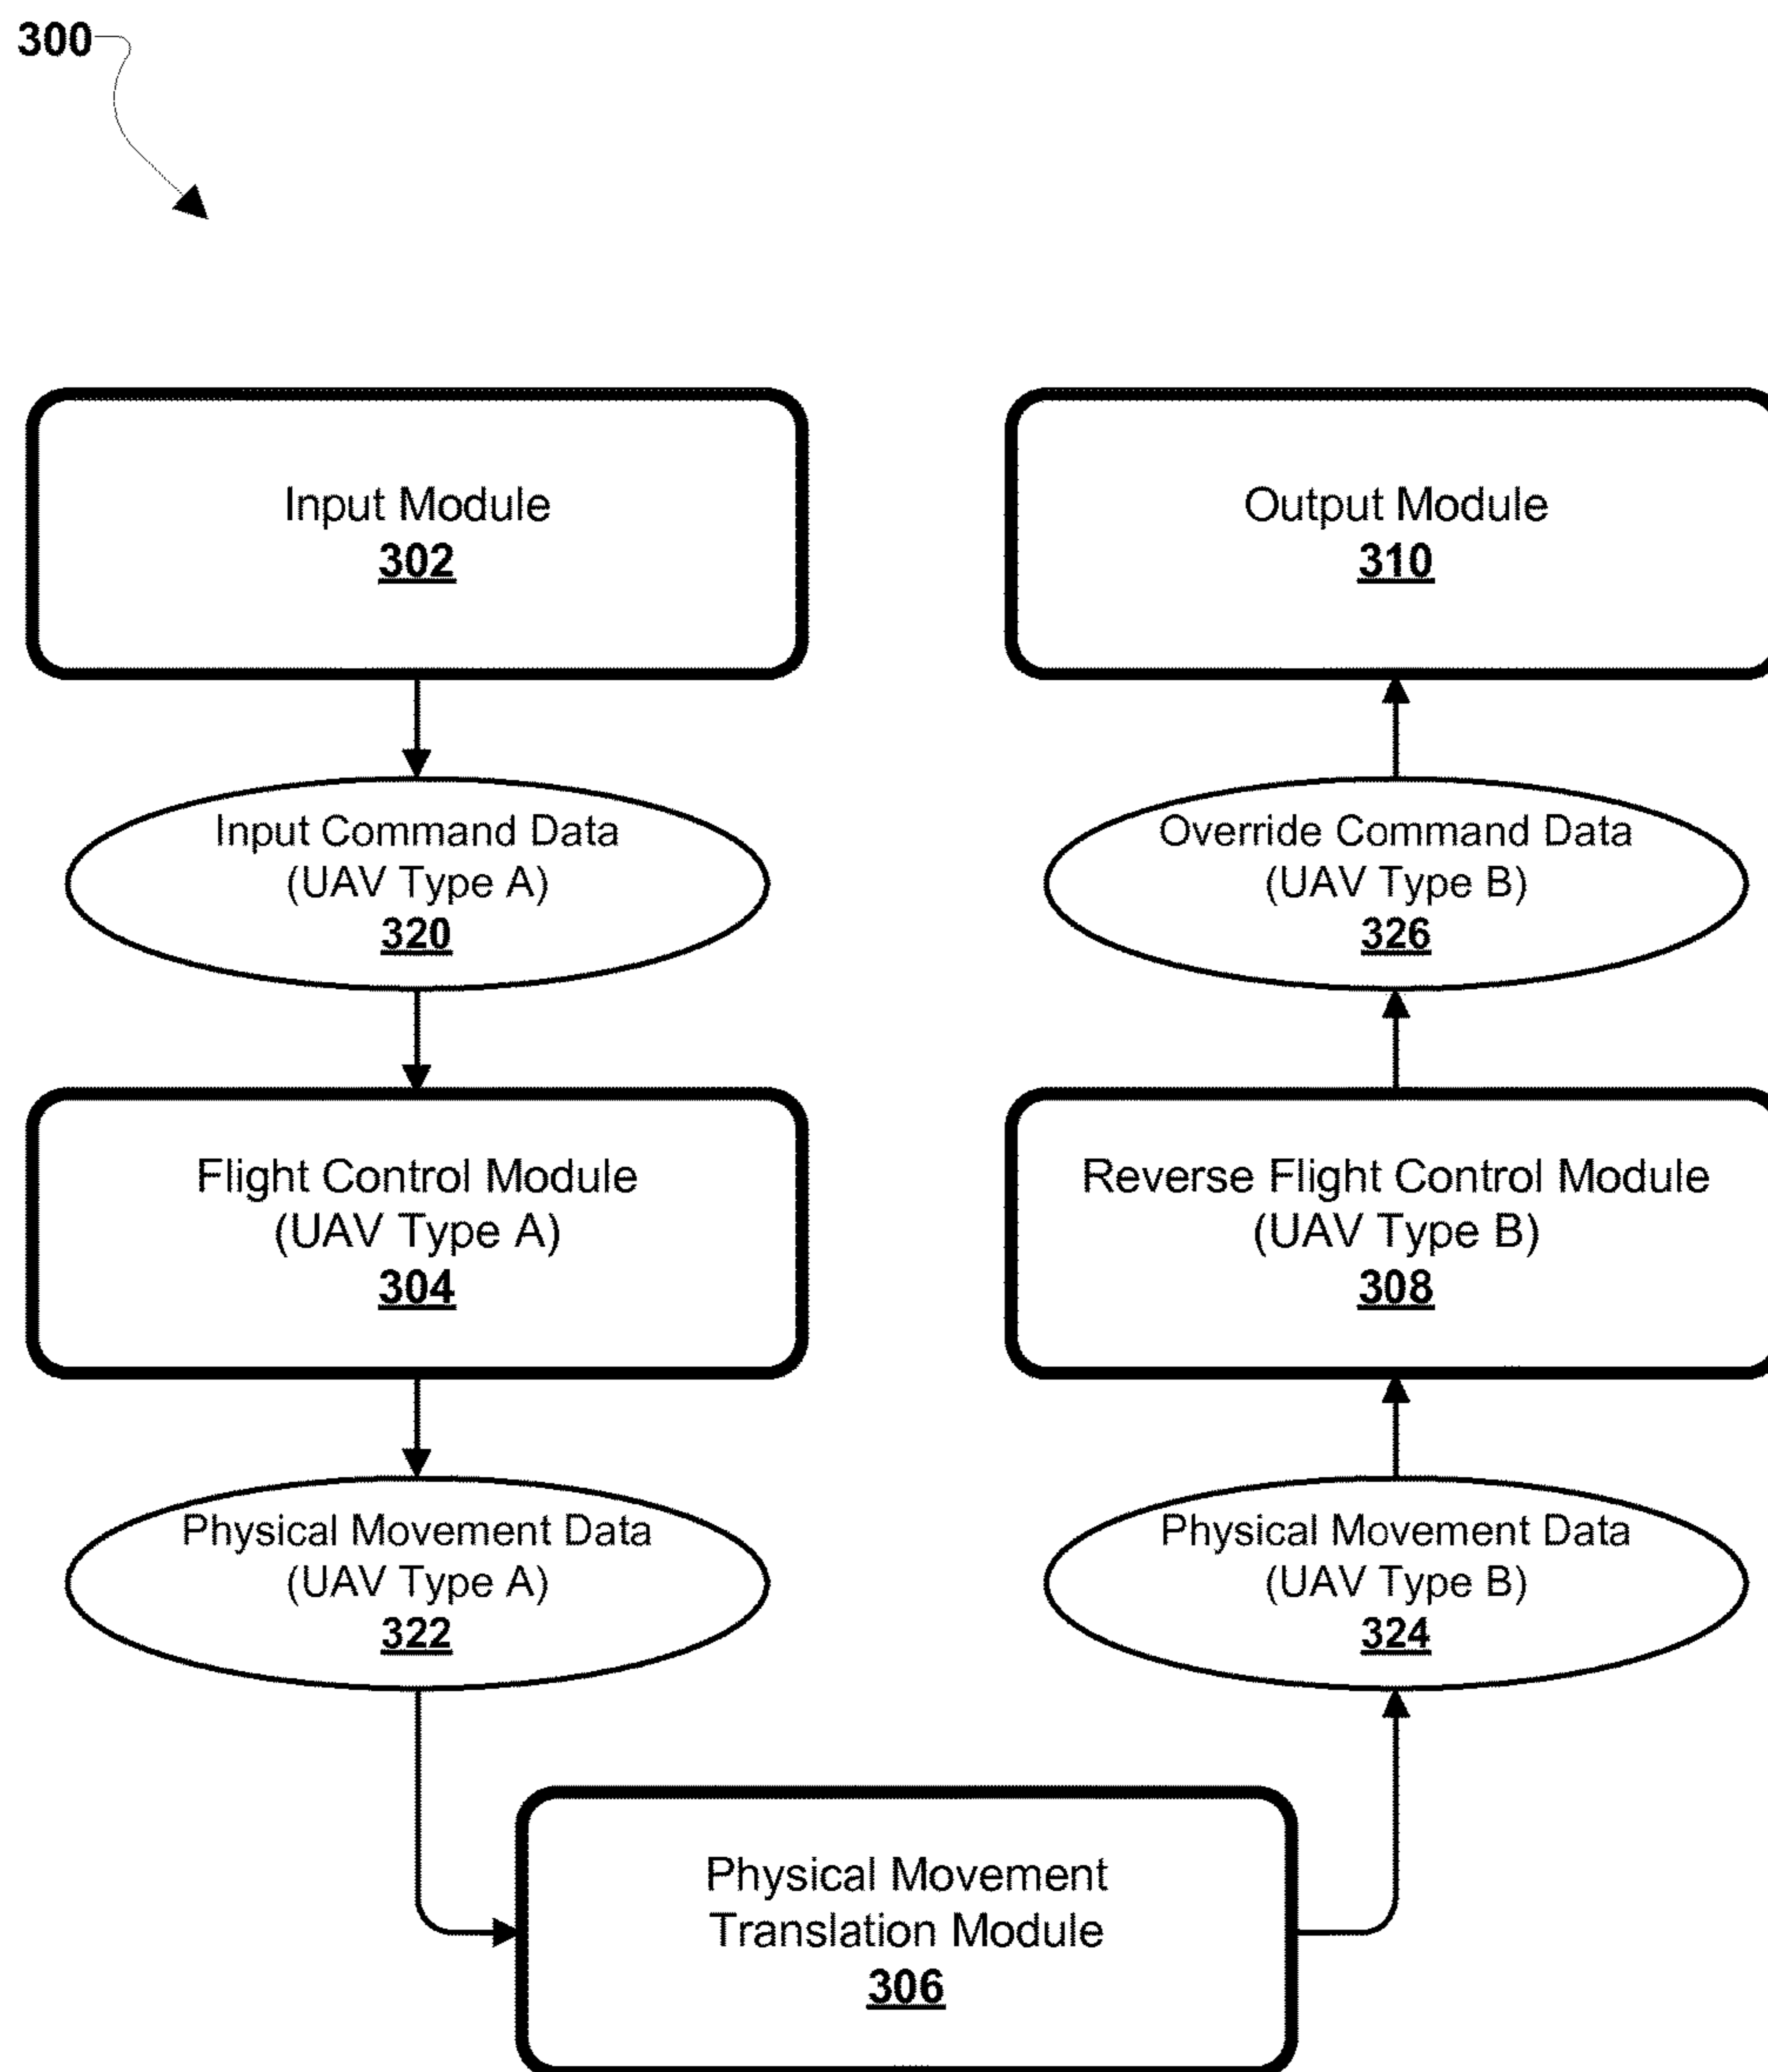 300
Input Module
302
Input Command Data
(UAV Type A)
320
Flight Control Module
(UAV Type A)
304
Physical Movement Data
(UAV Type A)
322
Physical Movement
Translation Module
306
Physical Movement Data
(UAV Type B)
324
Reverse Flight Control Module
(UAV Type B)
308
Override Command Data
(UAV Type B)
326
Output Module
310